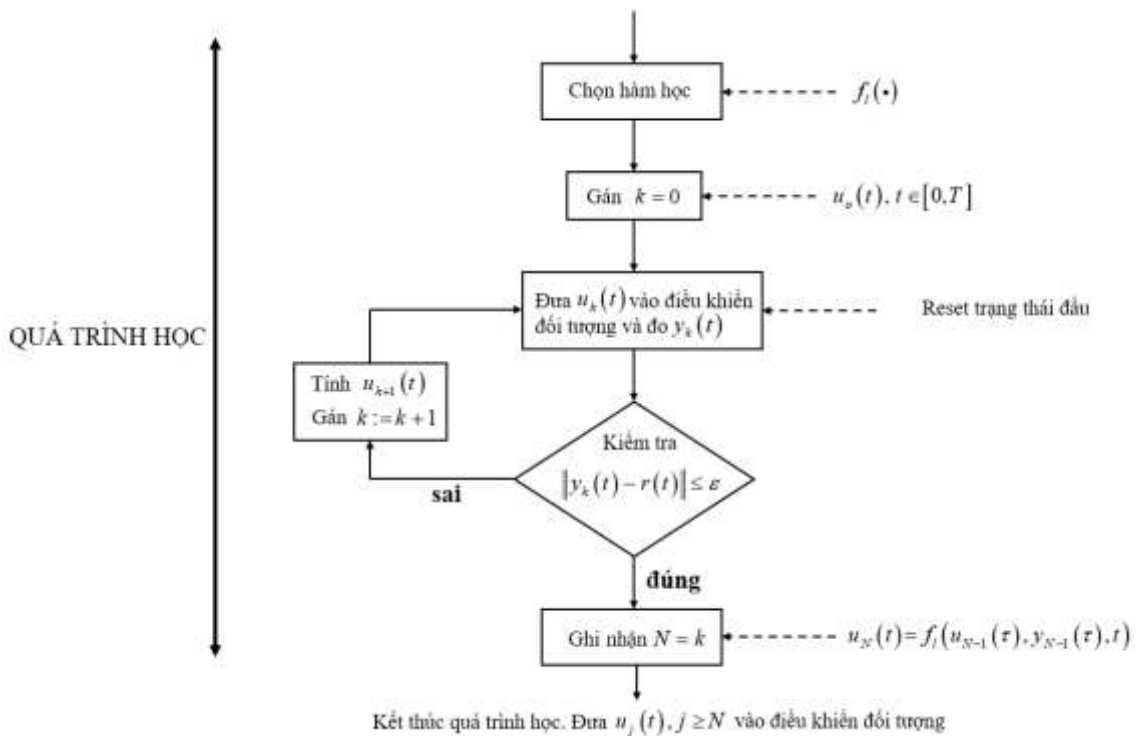 Chọn hàm học
f_l(•)
Gán k = 0
u_o(t), t ∈ [0,T]
Đưa u_k(t) vào điều khiển
đối tượng và đo y_k(t)
Reset trạng thái đầu
QUÁ TRÌNH HỌC
Tính u_{k+1}(t)
Gán k := k + 1
Kiểm tra
‖y_k(t) − r(t)‖ ≤ ε
sai
đúng
Ghi nhận N = k
u_N(t) = f_l(u_{N−1}(τ), y_{N−1}(τ), t)
Kết thúc quá trình học. Đưa u_j(t), j ≥ N vào điều khiển đối tượng